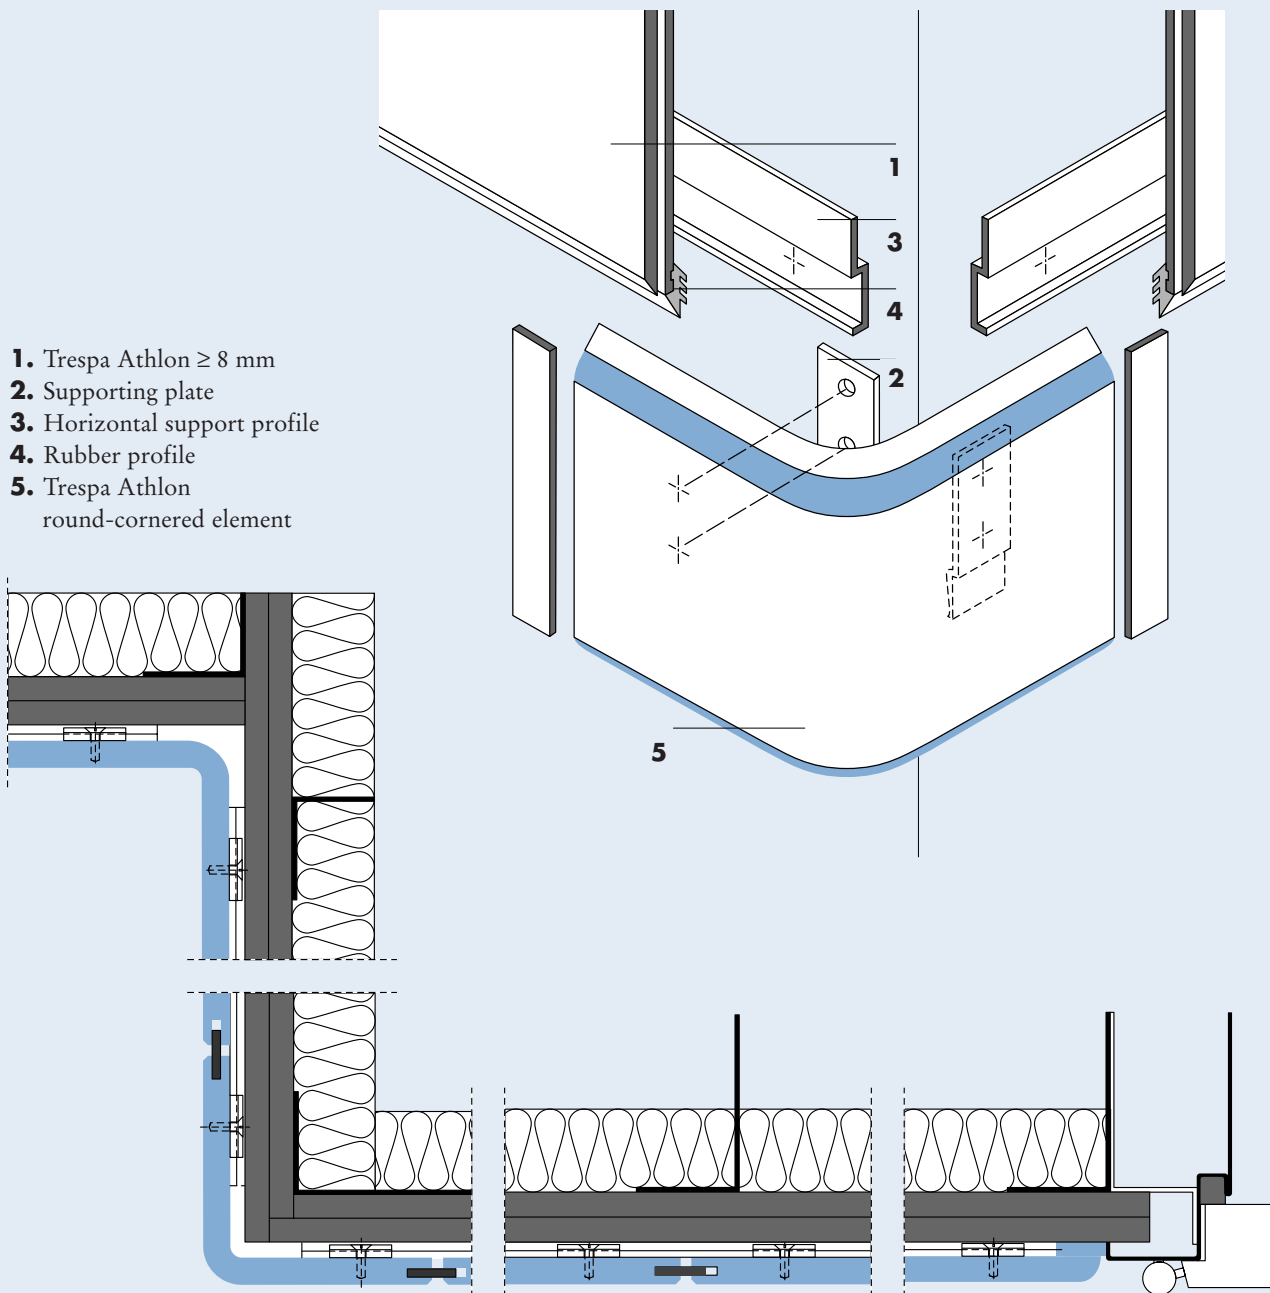 1
3
4
2
1. Trespa Athlon ≥ 8 mm
2. Supporting plate
3. Horizontal support profile
4. Rubber profile
5. Trespa Athlon
round-cornered element
5